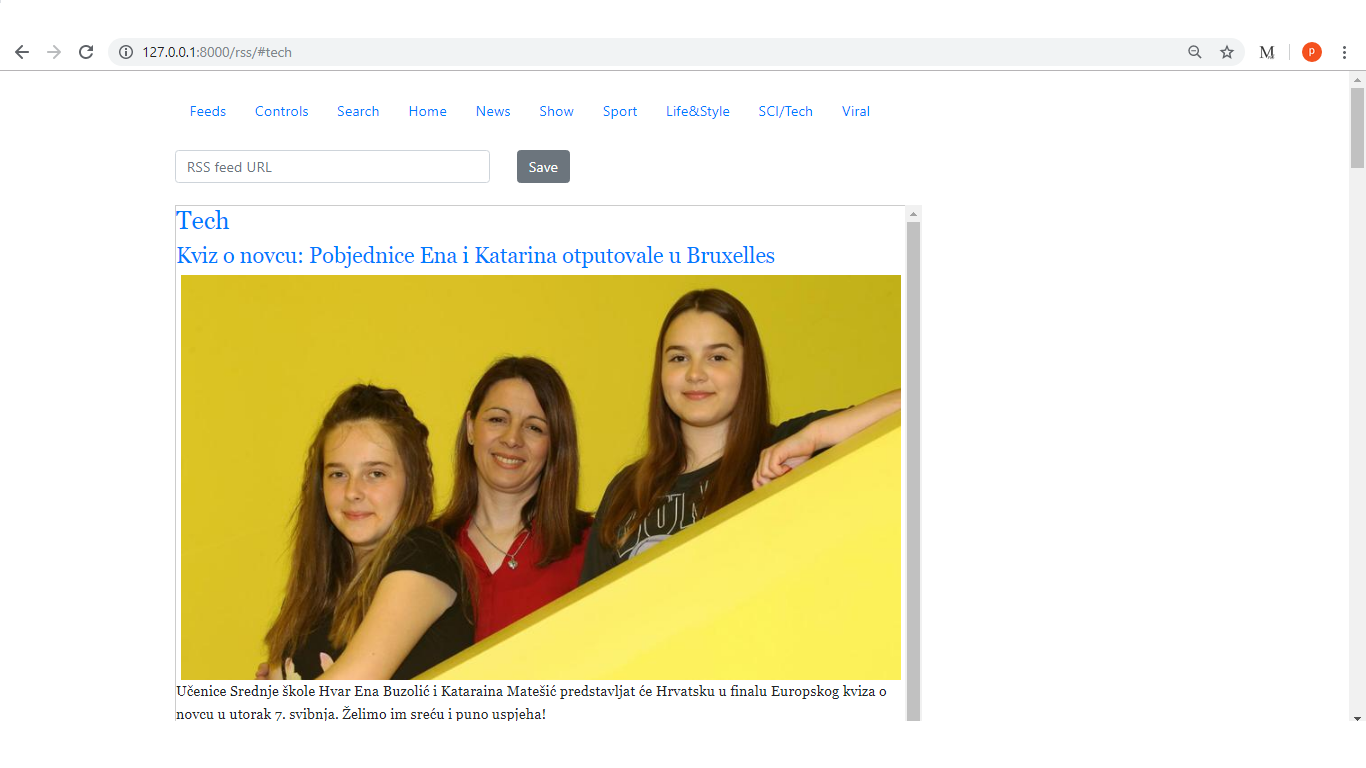 127.0.0.1:8000/rss/#tech
M
P
Feeds Controls Search Home News Show Sport Life&Style SCI/Tech Viral
RSS feed URL Save
Tech
Kviz o novcu: Pobjednice Ena i Katarina otputovale u Bruxelles
Učenice Srednje škole Hvar Ena Buzolić i Kataraina Matešić predstavljat će Hrvatsku u finalu Europskog kviza o
novcu u utorak 7. svibnja. Želimo im sreću i puno uspjeha!